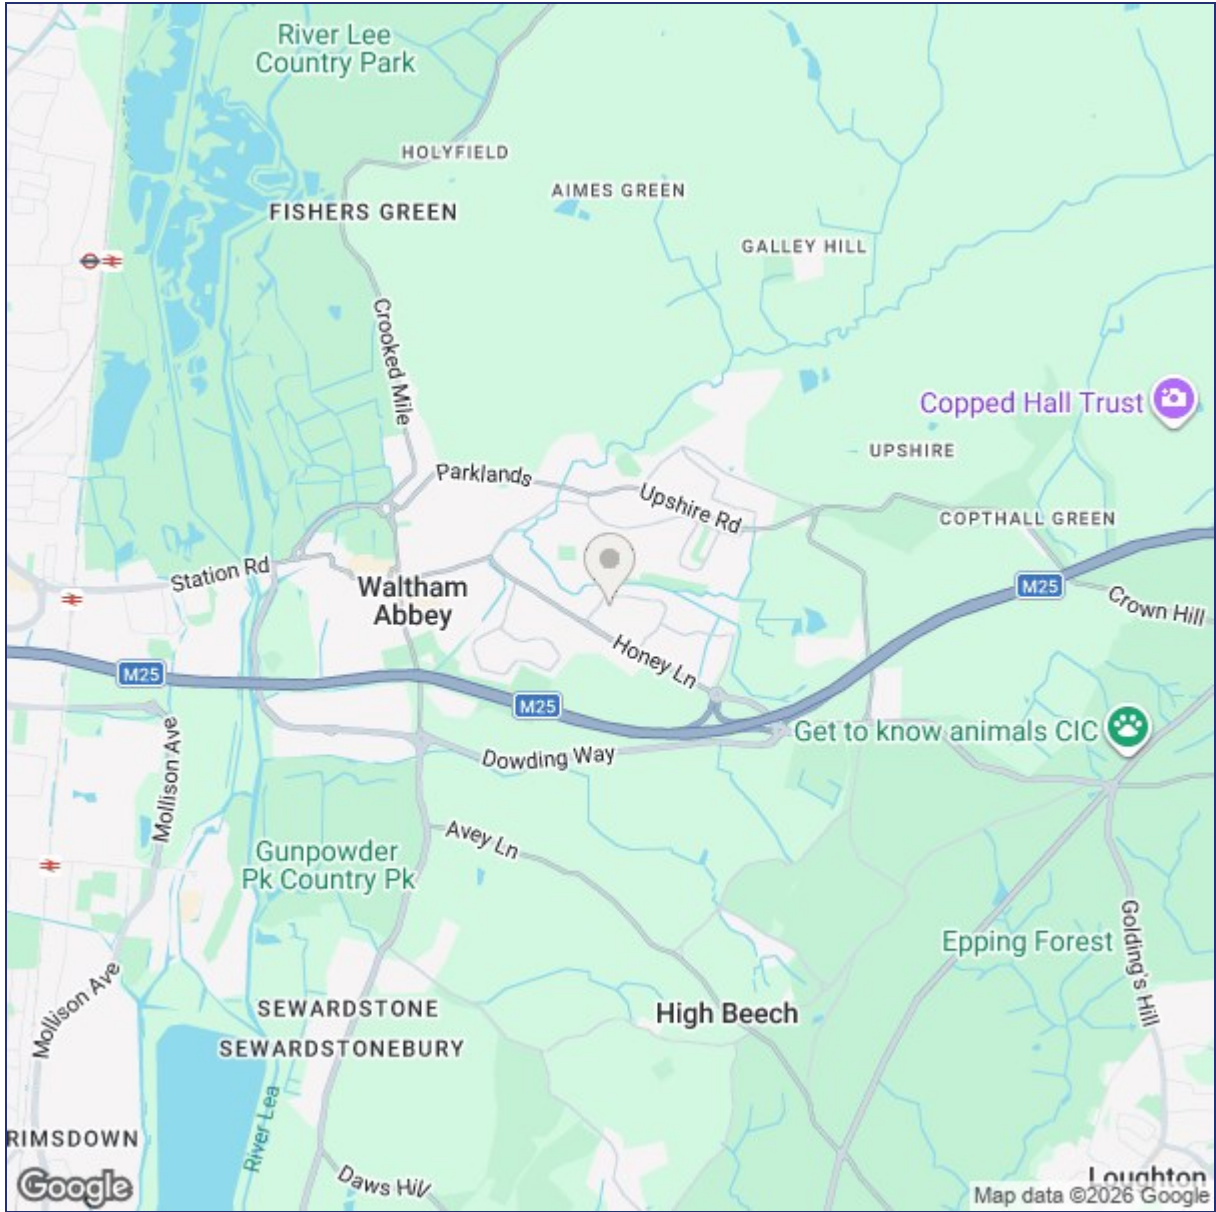 River Lee
Country Park
HOLYFIELD
AIMES GREEN
FISHERS GREEN
GALLEY HILL
Crooked Mile
Copped Hall Trust
UPSHIRE
Parklands
Upshire Rd
COPTHALL GREEN
Station Rd
Waltham
Abbey
M25
Crown Hill
Honey Ln
M25
M25
Get to know animals CIC
Dowding Way
Mollison Ave
Avey Ln
Gunpowder
Pk Country Pk
Epping Forest
Golding's Hill
Mollison Ave
SEWARDSTONE
High Beech
SEWARDSTONEBURY
River Lea
RIMSDOWN
Daws Hill
Loughton
Google
Map data ©2026 Google